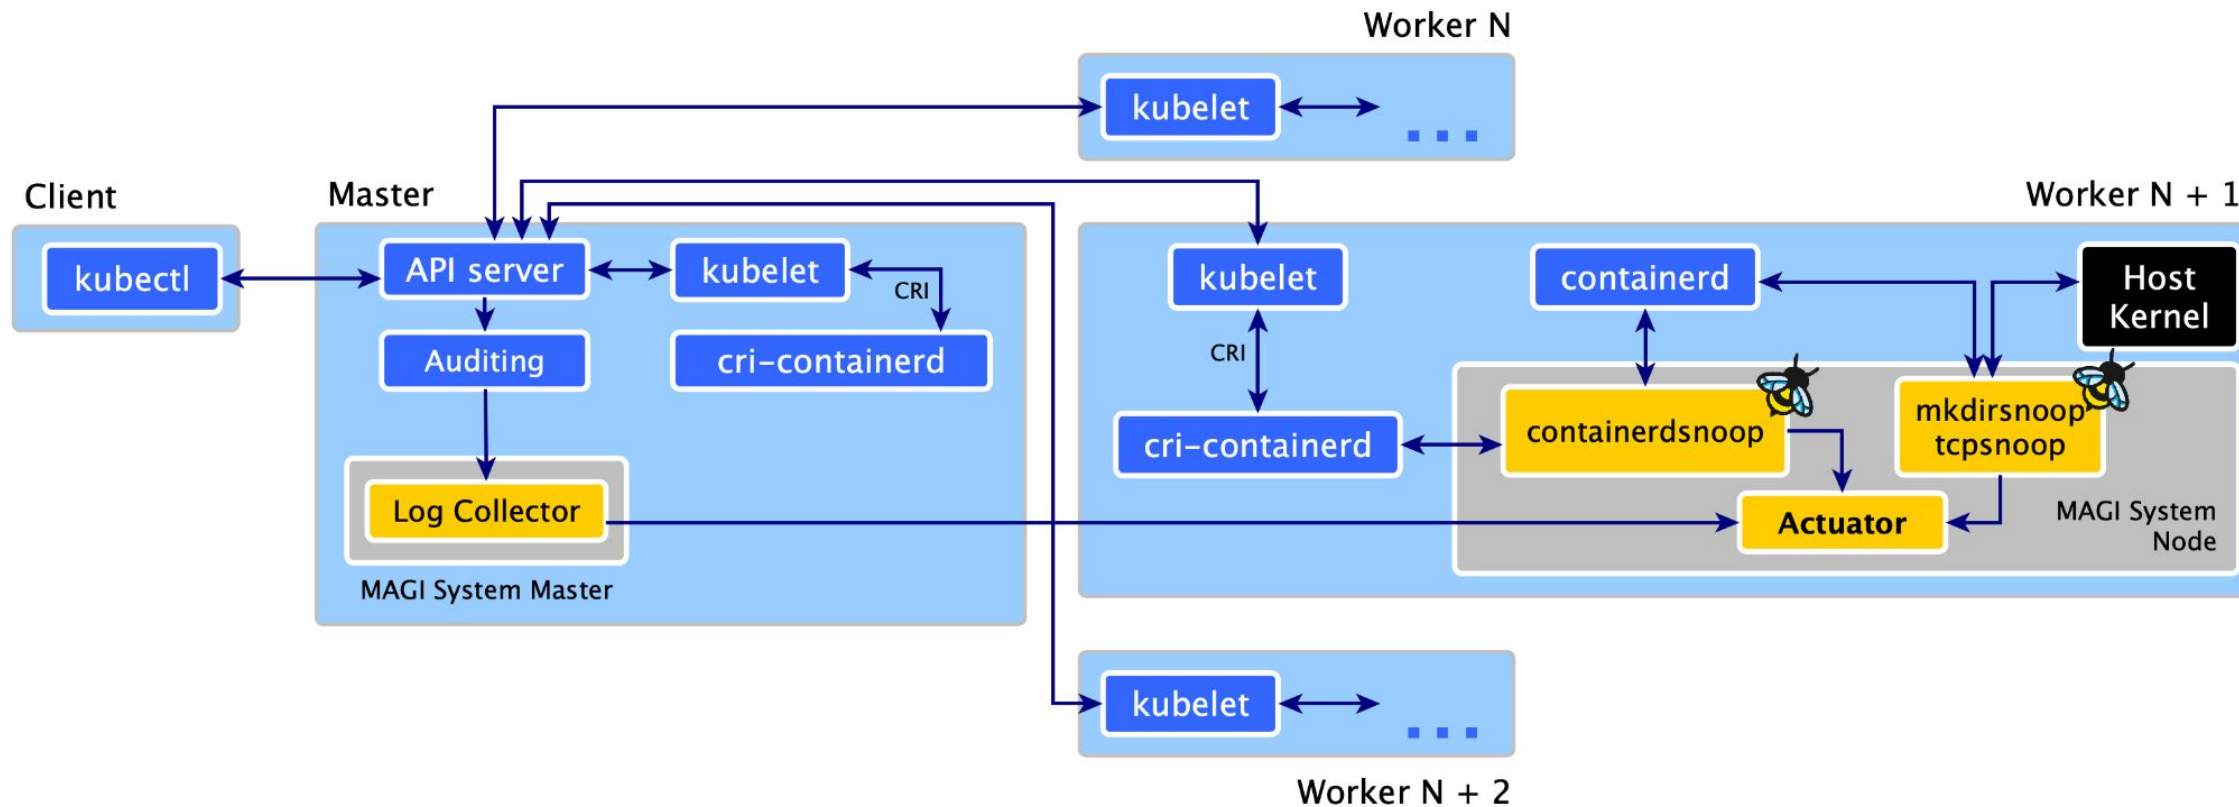 Worker N
kubelet
...
Client
Master
Worker N + 1
kubectl
API server
kubelet
CRI
Auditing
cri-containerd
Log Collector
MAGI System Master
kubelet
CRI
cri-containerd
containerd
Host
Kernel
containerdsnoop
mkdirsnoop
tcpsnoop
Actuator
MAGI System
Node
kubelet
...
Worker N + 2